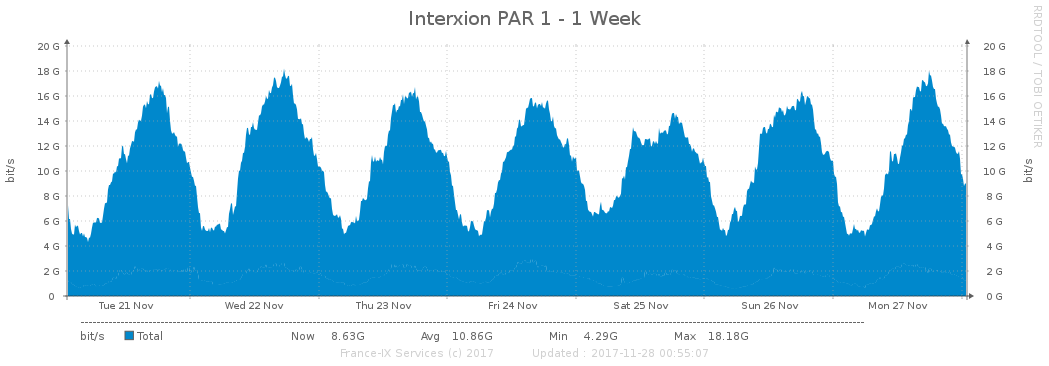 Interxion PAR 1 - 1 Week
RRDTOOL / TOBI OETIKER
bit/s
bit/s
20 G 20 G
18 G 18 G
16 G 16 G
14 G 14 G
12 G 12 G
10 G 10 G
8 G 8 G
6 G 6 G
4 G 4 G
2 G 2 G
0 0 G
Tue 21 Nov Wed 22 Nov Thu 23 Nov Fri 24 Nov Sat 25 Nov Sun 26 Nov Mon 27 Nov
bit/s Total Now 8.63G Avg 10.86G Min 4.29G Max 18.18G
France-IX Services (c) 2017 Updated : 2017-11-28 00:55:07